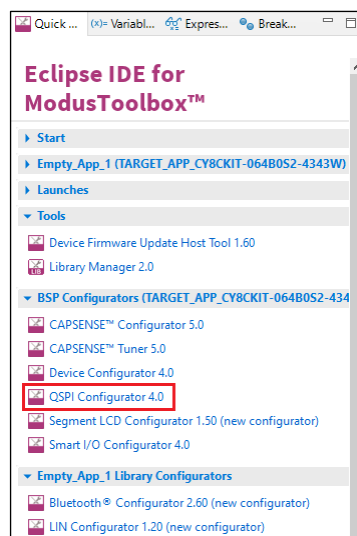 Quick ... (x)= Variabl... Expres... Break...
Eclipse IDE for
ModusToolbox™
Start
Empty_App_1 (TARGET_APP_CY8CKIT-064B0S2-4343W)
Launches
Tools
Device Firmware Update Host Tool 1.60
LIB Library Manager 2.0
BSP Configurators (TARGET_APP_CY8CKIT-064B0S2-434
CAPSENSE™ Configurator 5.0
CAPSENSE™ Tuner 5.0
Device Configurator 4.0
QSPI Configurator 4.0
Segment LCD Configurator 1.50 (new configurator)
Smart I/O Configurator 4.0
Empty_App_1 Library Configurators
Bluetooth® Configurator 2.60 (new configurator)
LIN Configurator 1.20 (new configurator)